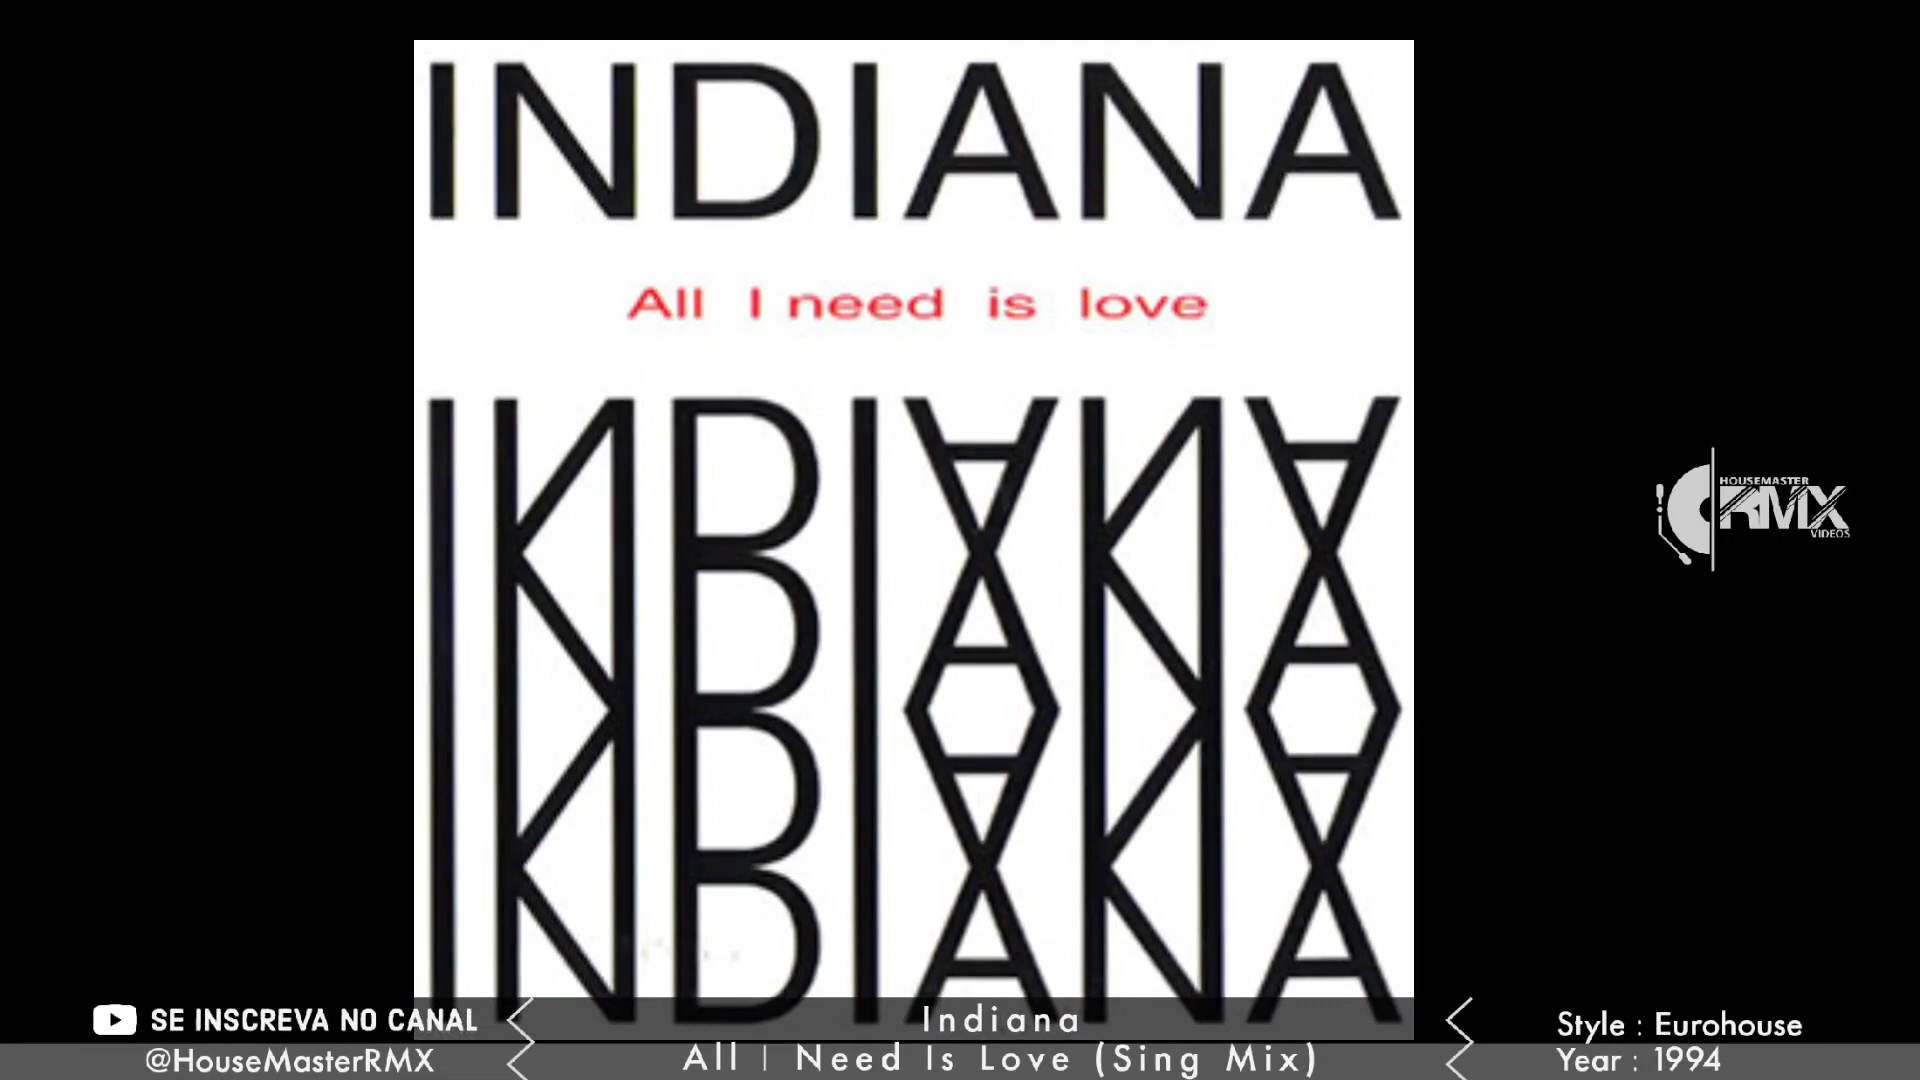 INDIANA
All I need is love
INDIANA
HOUSEMASTER
RMX
VIDEOS
SE INSCREVA NO CANAL
@HouseMasterRMX
Indiana
All I Need Is Love (Sing Mix)
Style : Eurohouse
Year : 1994